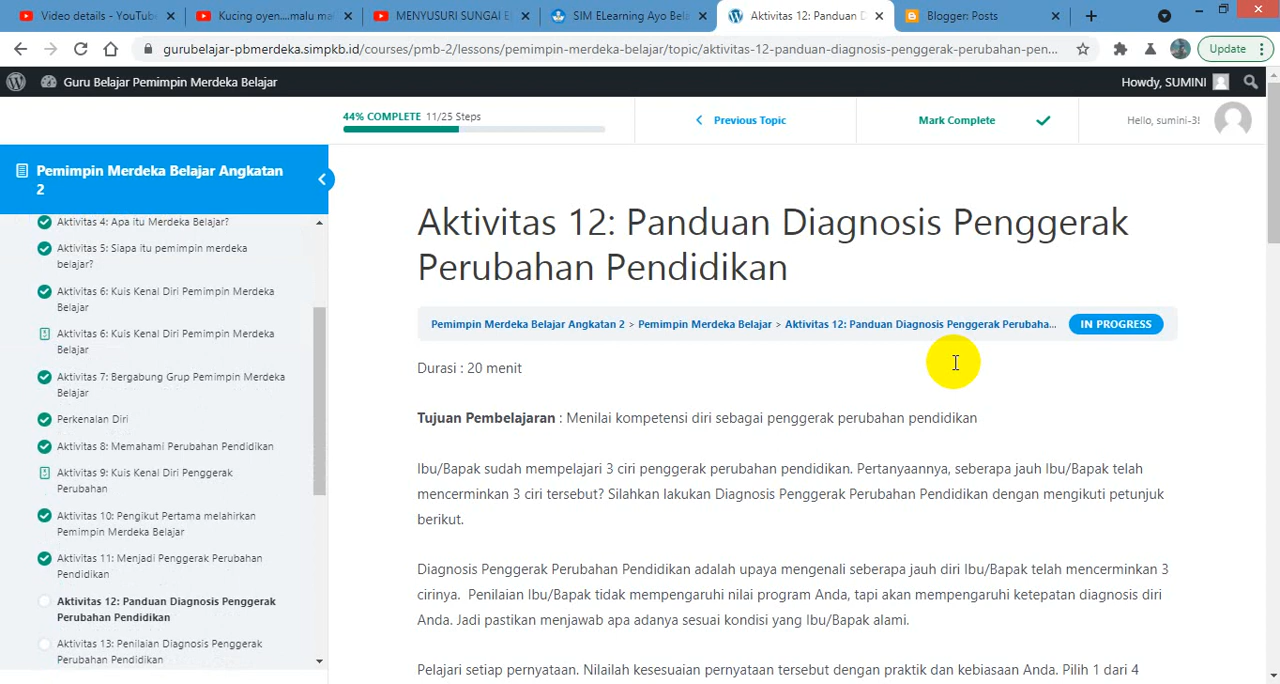 Video details - YouTub
Kucing oyen....malu ma
MENYUSURI SUNGAI B
SIM ELearning Ayo Bela
Aktivitas 12: Panduan D
Blogger: Posts
gurubelajar-pbmerdeka.simpkb.id/courses/pmb-2/lessons/pemimpin-merdeka-belajar/topic/aktivitas-12-panduan-diagnosis-penggerak-perubahan-pen...
Update
Guru Belajar Pemimpin Merdeka Belajar
Howdy, SUMINI
44% COMPLETE 11/25 Steps
Previous Topic
Mark Complete
Hello, sumini-3!
Pemimpin Merdeka Belajar Angkatan
2
Aktivitas 4: Apa itu Merdeka Belajar?
Aktivitas 5: Siapa itu pemimpin merdeka
belajar?
Aktivitas 6: Kuis Kenal Diri Pemimpin Merdeka
Belajar
Aktivitas 6: Kuis Kenal Diri Pemimpin Merdeka
Belajar
Aktivitas 7: Bergabung Grup Pemimpin Merdeka
Belajar
Perkenalan Diri
Aktivitas 8: Memahami Perubahan Pendidikan
Aktivitas 9: Kuis Kenal Diri Penggerak
Perubahan
Aktivitas 10: Pengikut Pertama melahirkan
Pemimpin Merdeka Belajar
Aktivitas 11: Menjadi Penggerak Perubahan
Pendidikan
Aktivitas 12: Panduan Diagnosis Penggerak
Perubahan Pendidikan
Aktivitas 13: Penilaian Diagnosis Penggerak
Perubahan Pendidikan
Aktivitas 12: Panduan Diagnosis Penggerak
Perubahan Pendidikan
Pemimpin Merdeka Belajar Angkatan 2 > Pemimpin Merdeka Belajar > Aktivitas 12: Panduan Diagnosis Penggerak Perubaha...
IN PROGRESS
Durasi : 20 menit
Tujuan Pembelajaran : Menilai kompetensi diri sebagai penggerak perubahan pendidikan
Ibu/Bapak sudah mempelajari 3 ciri penggerak perubahan pendidikan. Pertanyaannya, seberapa jauh Ibu/Bapak telah
mencerminkan 3 ciri tersebut? Silahkan lakukan Diagnosis Penggerak Perubahan Pendidikan dengan mengikuti petunjuk
berikut.
Diagnosis Penggerak Perubahan Pendidikan adalah upaya mengenali seberapa jauh diri Ibu/Bapak telah mencerminkan 3
cirinya. Penilaian Ibu/Bapak tidak mempengaruhi nilai program Anda, tapi akan mempengaruhi ketepatan diagnosis diri
Anda. Jadi pastikan menjawab apa adanya sesuai kondisi yang Ibu/Bapak alami.
Pelajari setiap pernyataan. Nilailah kesesuaian pernyataan tersebut dengan praktik dan kebiasaan Anda. Pilih 1 dari 4